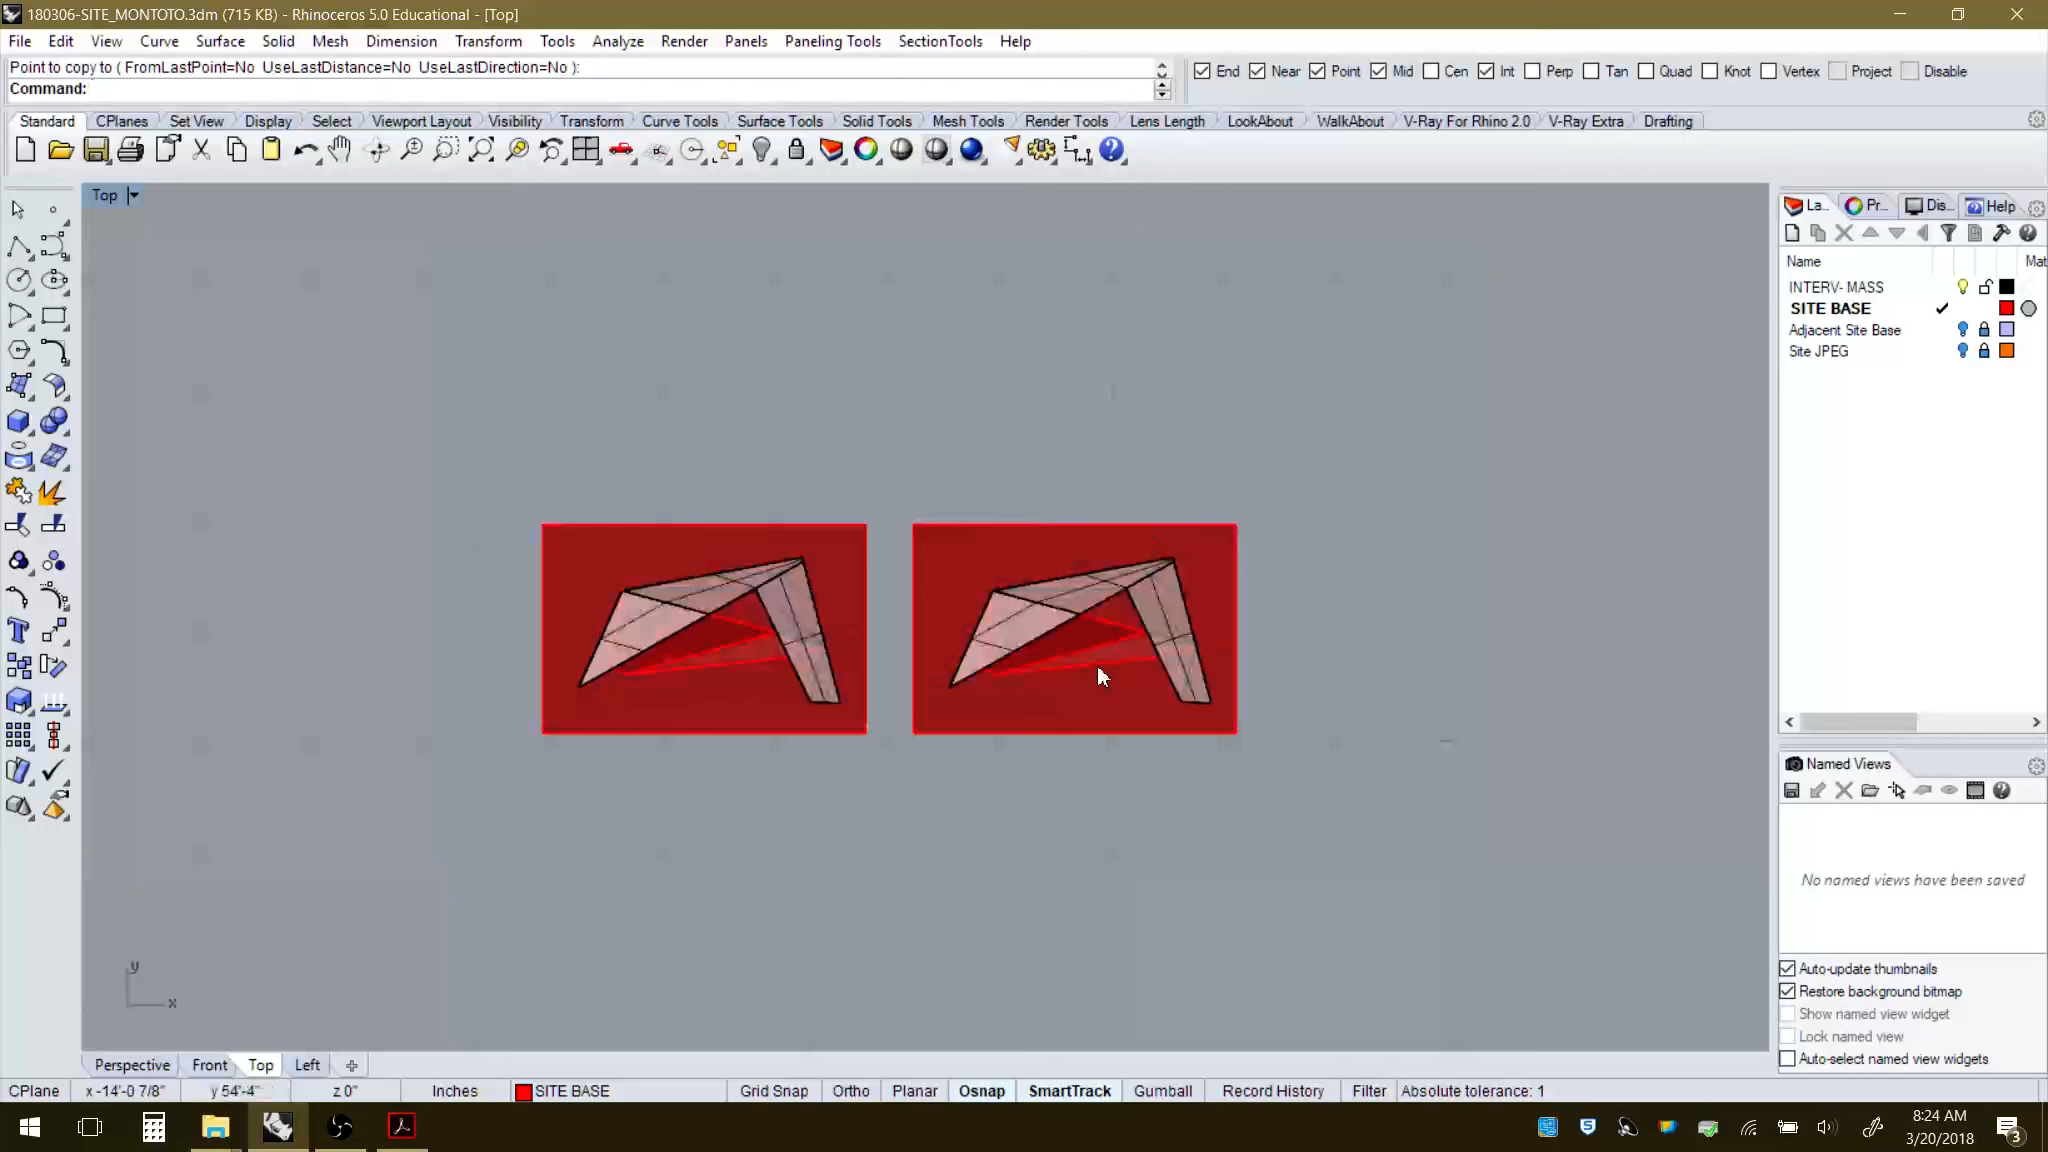 180306-SITE_MONTOTO.3dm (715 KB) - Rhinoceros 5.0 Educational - [Top]
File Edit View Curve Surface Solid Mesh Dimension Transform Tools Analyze Render Panels Paneling Tools SectionTools Help
Point to copy to ( FromLastPoint=No UseLastDistance=No UseLastDirection=No ):
Command:
End Near Point Mid Cen Int Perp Tan Quad Knot Vertex Project Disable
Standard CPlanes Set View Display Select Viewport Layout Visibility Transform Curve Tools Surface Tools Solid Tools Mesh Tools Render Tools Lens Length LookAbout WalkAbout V-Ray For Rhino 2.0 V-Ray Extra Drafting
Top
La... Pr... Dis... Help
Name Mat
INTERV- MASS
SITE BASE
Adjacent Site Base
Site JPEG
Named Views
No named views have been saved
Auto-update thumbnails
Restore background bitmap
Show named view widget
Lock named view
Auto-select named view widgets
y
x
Perspective Front Top Left
CPlane x -14'-0 7/8" y 54'-4" z 0" Inches SITE BASE Grid Snap Ortho Planar Osnap SmartTrack Gumball Record History Filter Absolute tolerance: 1
8:24 AM
3/20/2018
3